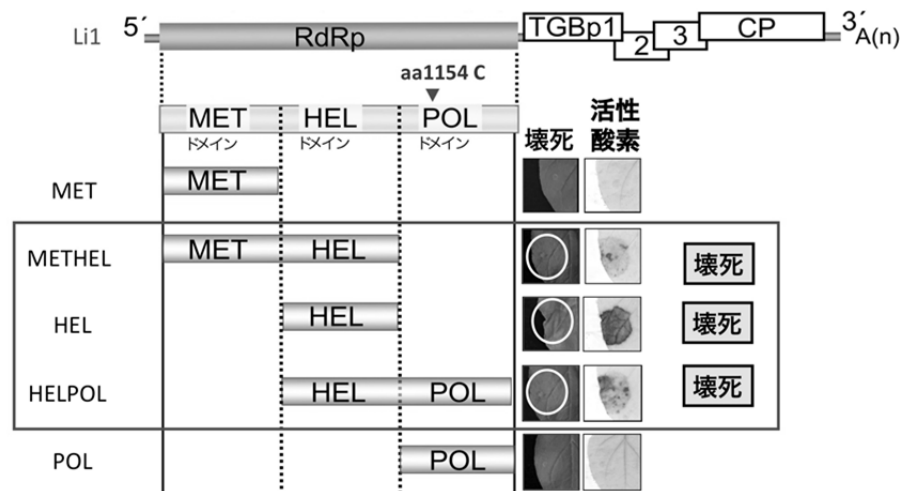 Li1 5´ RdRp TGBp1 2 3 CP 3´ A(n)
aa1154 C
MET HEL POL
ドメイン ドメイン ドメイン
壊死 活性酸素
MET MET
METHEL MET HEL 壊死
HEL HEL 壊死
HELPOL HEL POL 壊死
POL POL